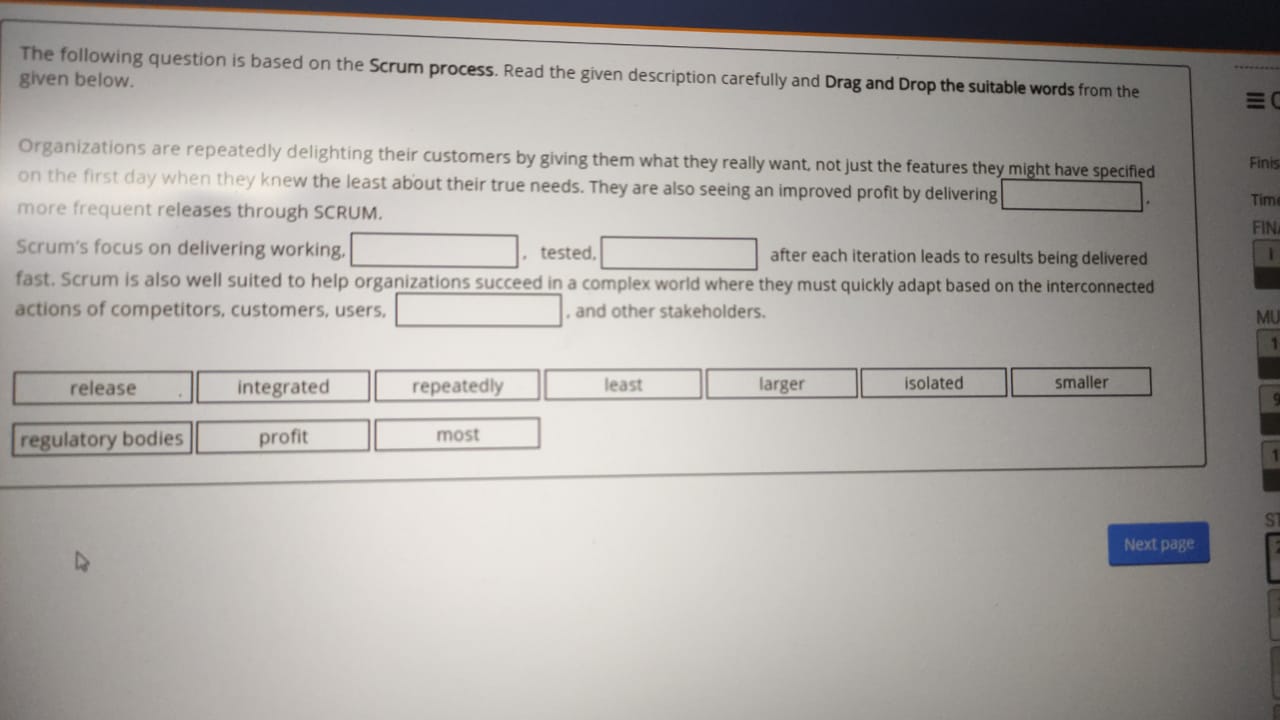 The following question is based on the Scrum process. Read the given description carefully and Drag and Drop the suitable words from the
given below.
Organizations are repeatedly delighting their customers by giving them what they really want, not just the features they might have specified
on the first day when they knew the least about their true needs. They are also seeing an improved profit by delivering .
more frequent releases through SCRUM.
Scrum's focus on delivering working, , tested, after each iteration leads to results being delivered
fast. Scrum is also well suited to help organizations succeed in a complex world where they must quickly adapt based on the interconnected
actions of competitors, customers, users, , and other stakeholders.
release integrated repeatedly least larger isolated smaller
regulatory bodies profit most
Next page